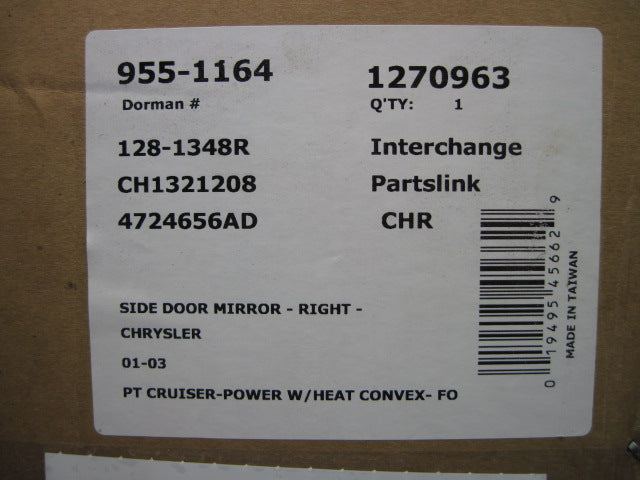 955-1164 1270963
Dorman # Q'TY: 1
128-1348R Interchange
CH1321208 Partslink
4724656AD CHR
SIDE DOOR MIRROR - RIGHT -
CHRYSLER
01-03
PT CRUISER-POWER W/HEAT CONVEX- FO
0 19495 45662 9
MADE IN TAIWAN